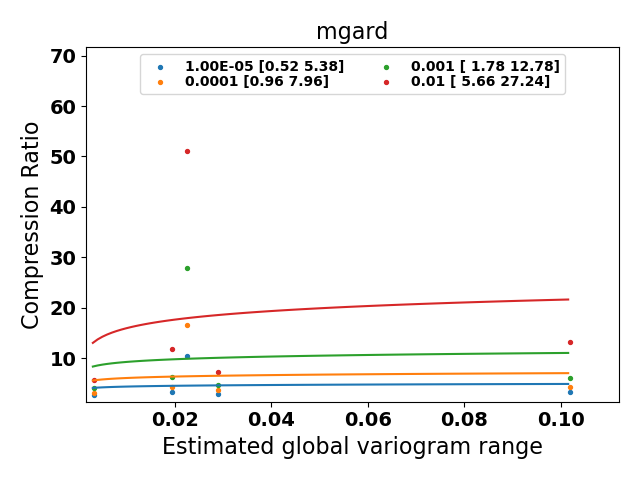 mgard
1.00E-05 [0.52 5.38]
0.0001 [0.96 7.96]
0.001 [ 1.78 12.78]
0.01 [ 5.66 27.24]
Compression Ratio
70
60
50
40
30
20
10
0.02 0.04 0.06 0.08 0.10
Estimated global variogram range